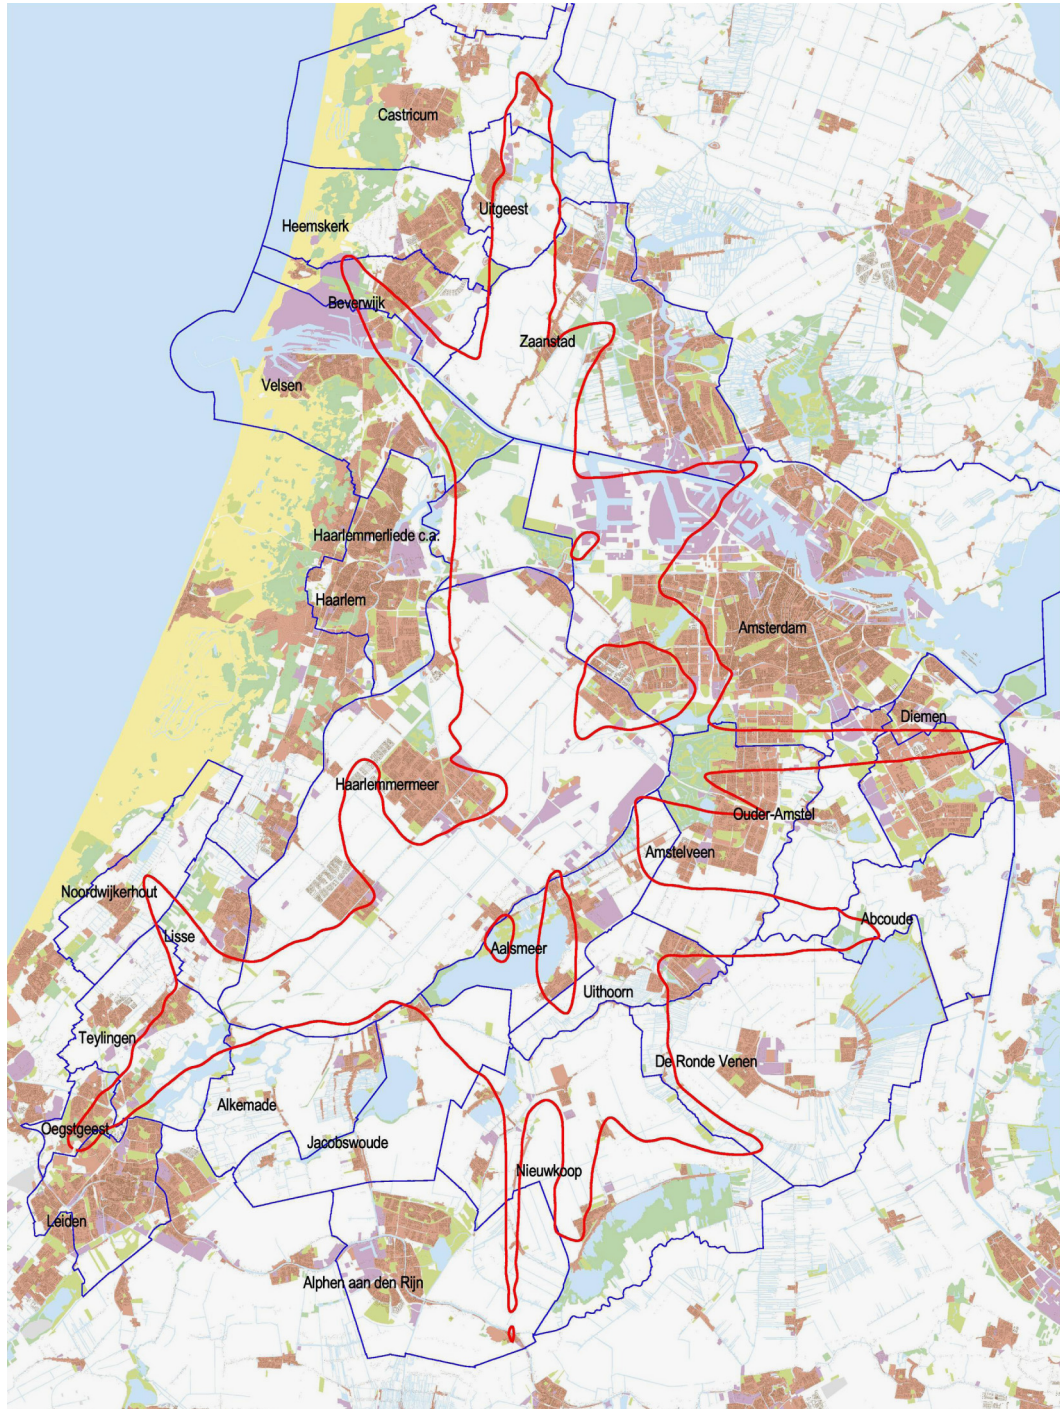 Castricum
Uitgeest
Heemskerk
Beverwijk
Zaanstad
Velsen
Haarlemmerliede c.a.
Haarlem
Amsterdam
Diemen
Haarlemmermeer
Ouder-Amstel
Amstelveen
Noordwijkerhout
Abcoude
Lisse
Aalsmeer
Uithoorn
Teylingen
De Ronde Venen
Alkemade
Oegstgeest
Jacobswoude
Nieuwkoop
Leiden
Alphen aan den Rijn